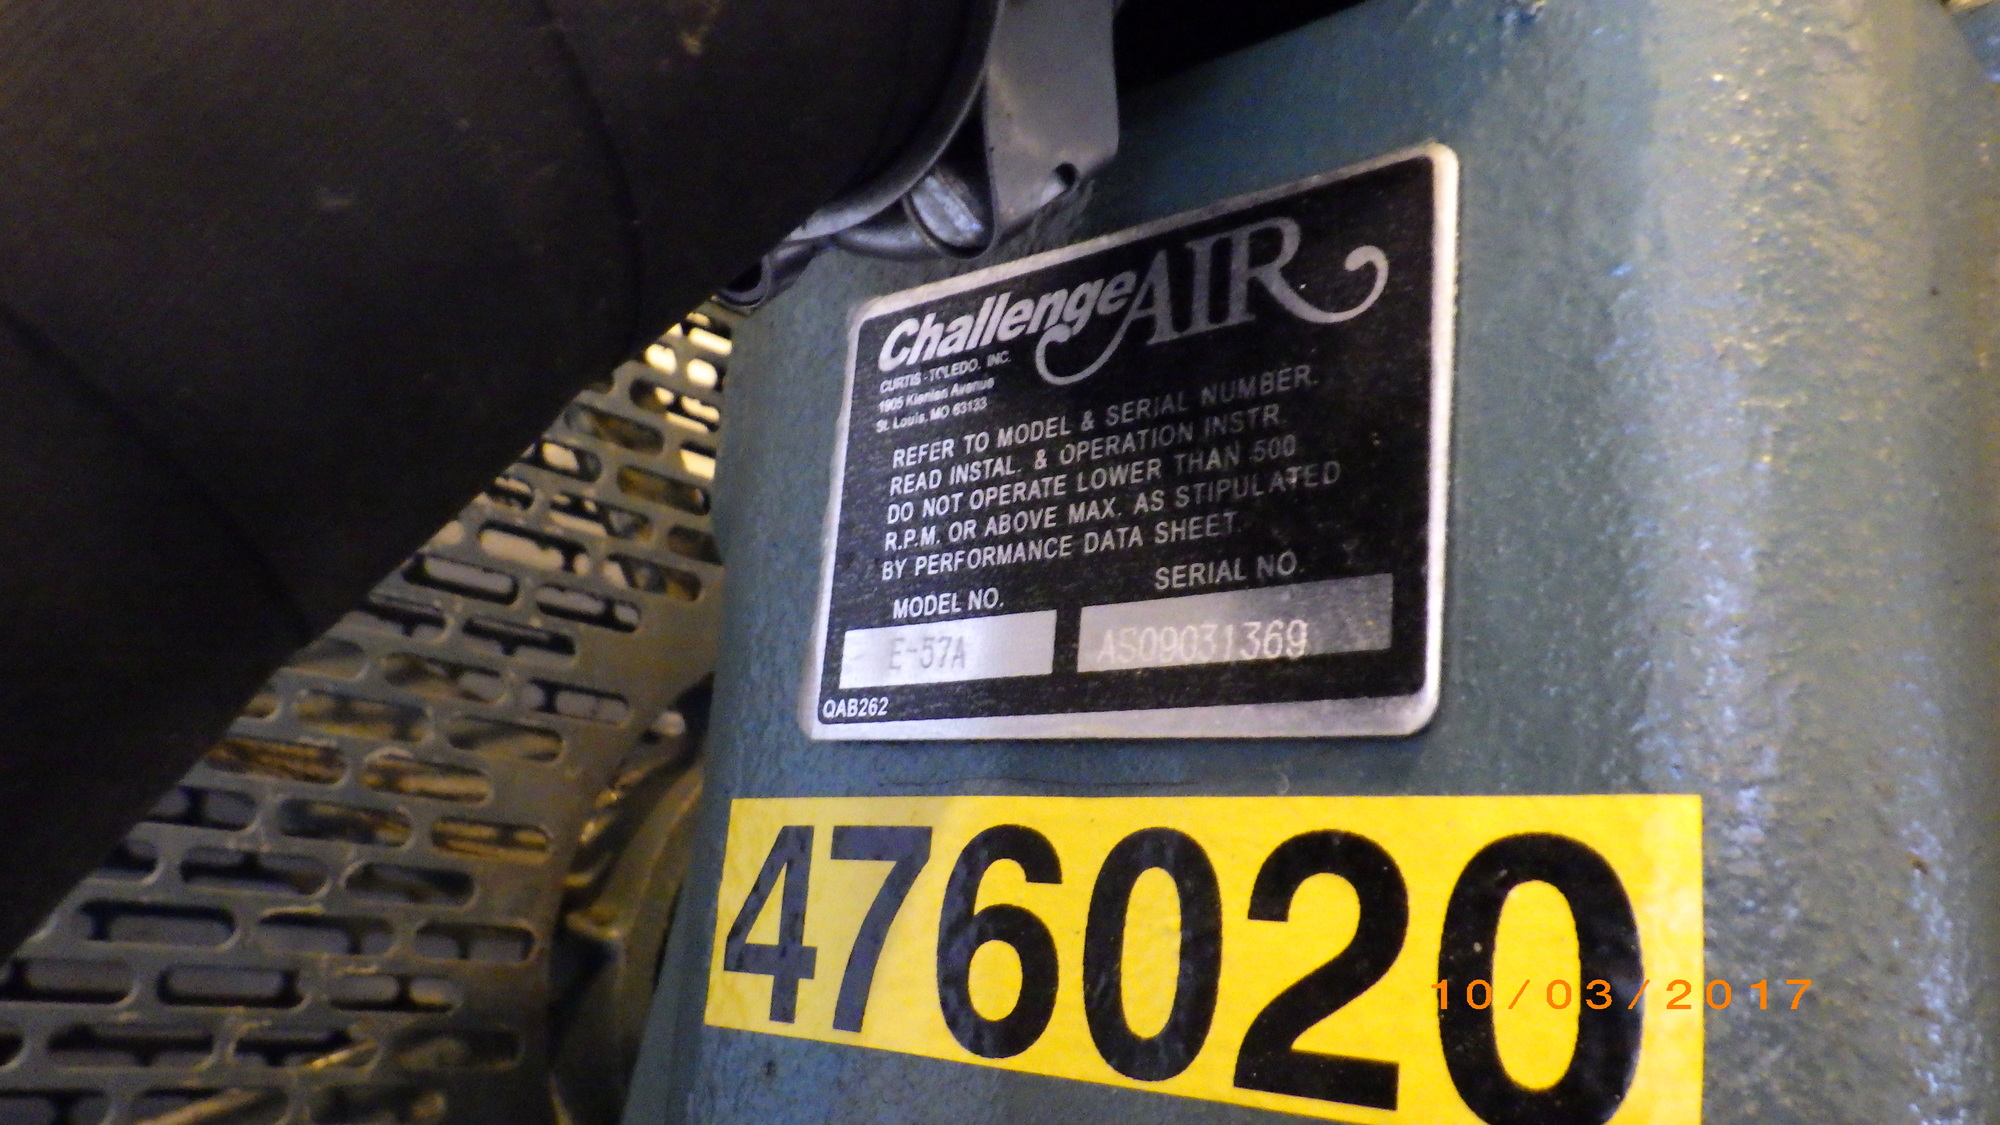 Challenge AIR
CURTIS-TOLEDO, INC.
1905 Kienlen Avenue
St. Louis, MO 63133
REFER TO MODEL & SERIAL NUMBER.
READ INSTAL. & OPERATION INSTR.
DO NOT OPERATE LOWER THAN 500
R.P.M. OR ABOVE MAX. AS STIPULATED
BY PERFORMANCE DATA SHEET.
MODEL NO. SERIAL NO.
E-57A AS09031369
QAB262
476020
10/03/2017